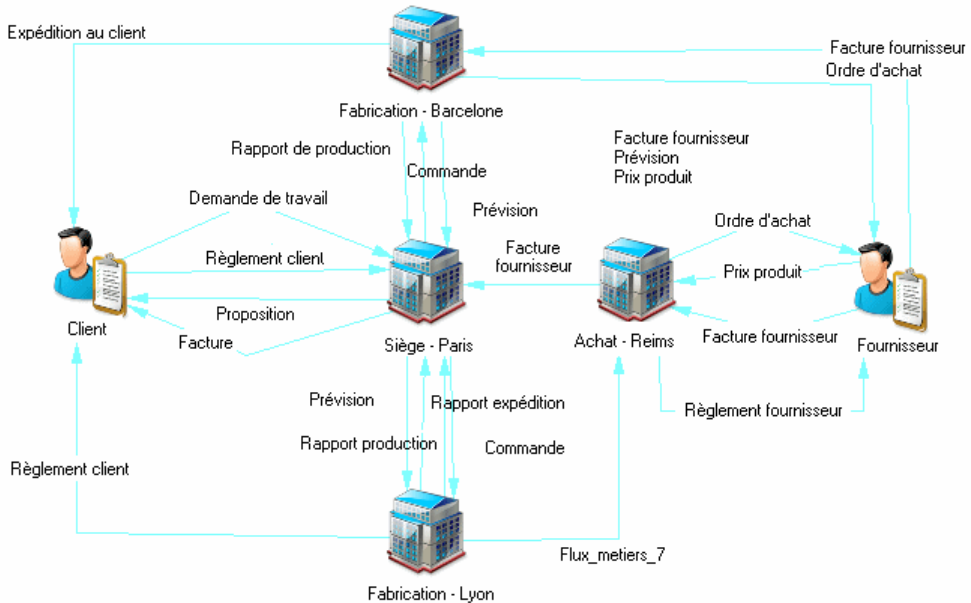 Expédition au client
Facture fournisseur
Ordre d'achat
Fabrication - Barcelone
Rapport de production
Commande
Facture fournisseur
Prévision
Prix produit
Demande de travail
Prévision
Ordre d'achat
Règlement client
Facture
fournisseur
Prix produit
Proposition
Client
Facture
Siège - Paris
Achat - Reims
Facture fournisseur
Fournisseur
Prévision
Rapport expédition
Règlement fournisseur
Rapport production
Commande
Règlement client
Flux_metiers_7
Fabrication - Lyon